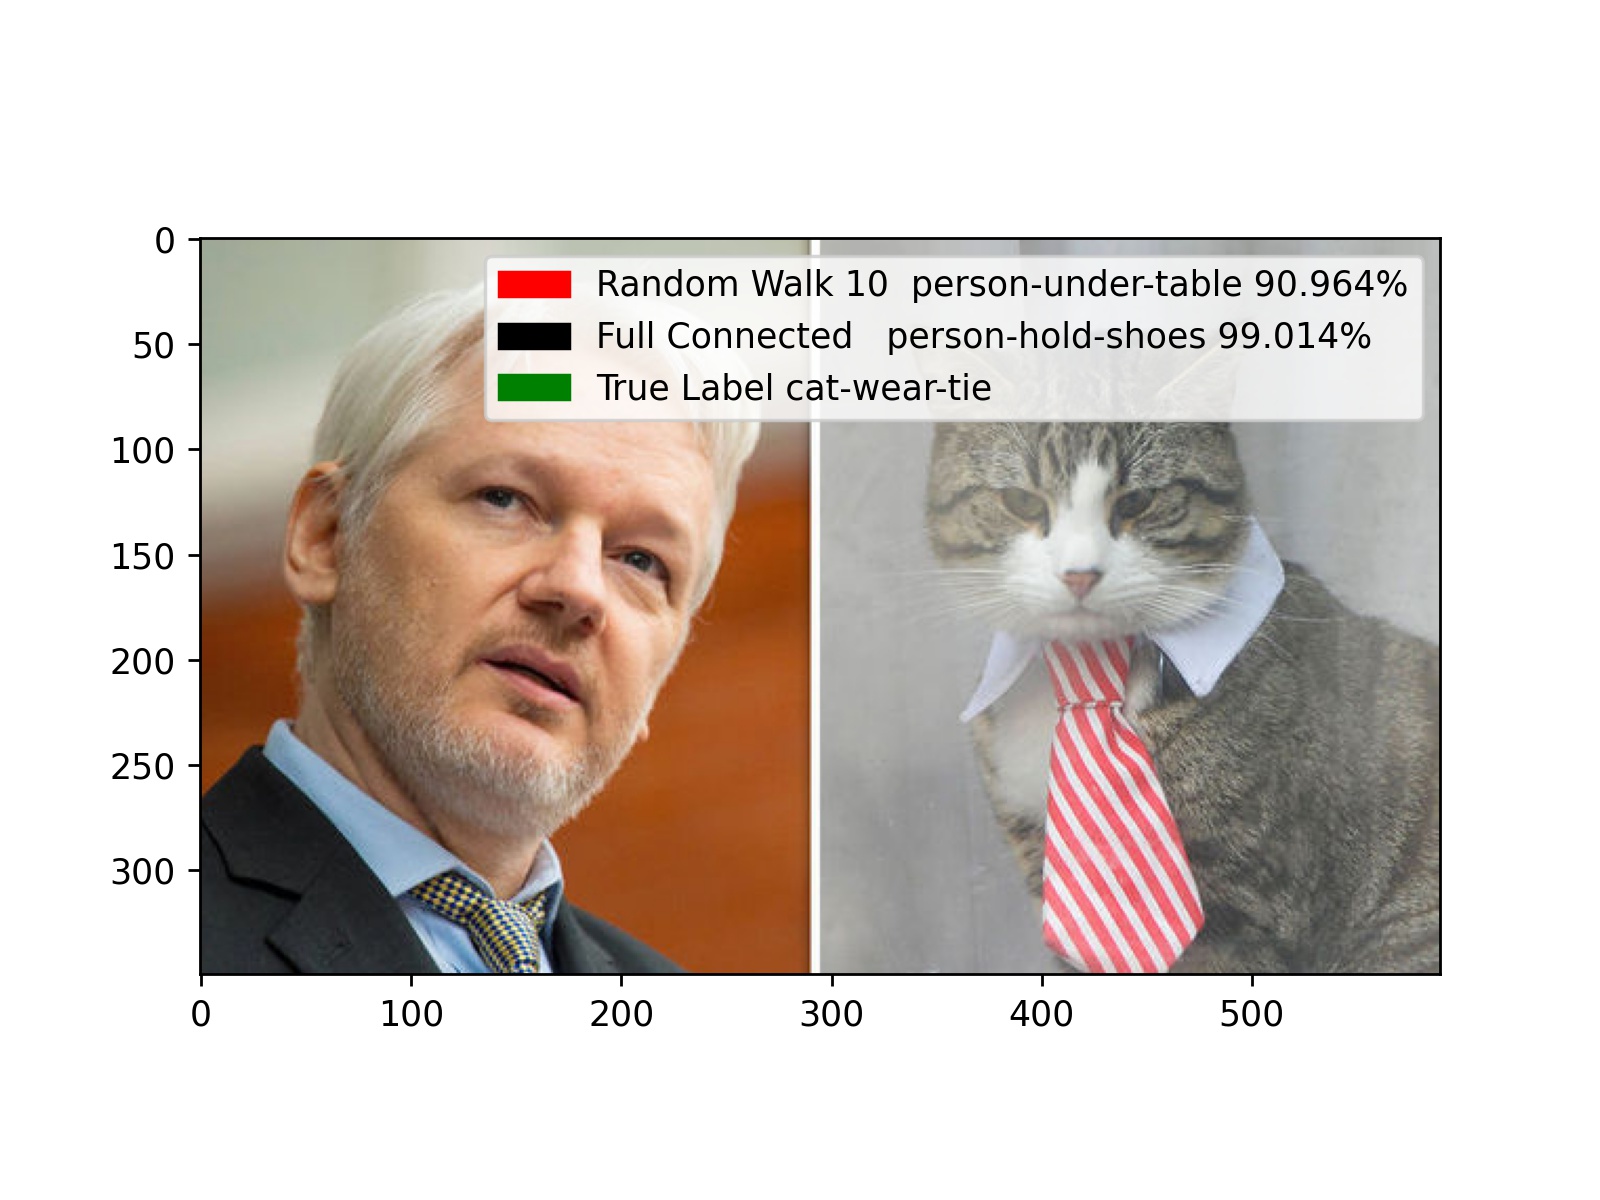 Random Walk 10  person-under-table 90.964%
Full Connected   person-hold-shoes 99.014%
True Label cat-wear-tie
0
50
100
150
200
250
300
0 100 200 300 400 500